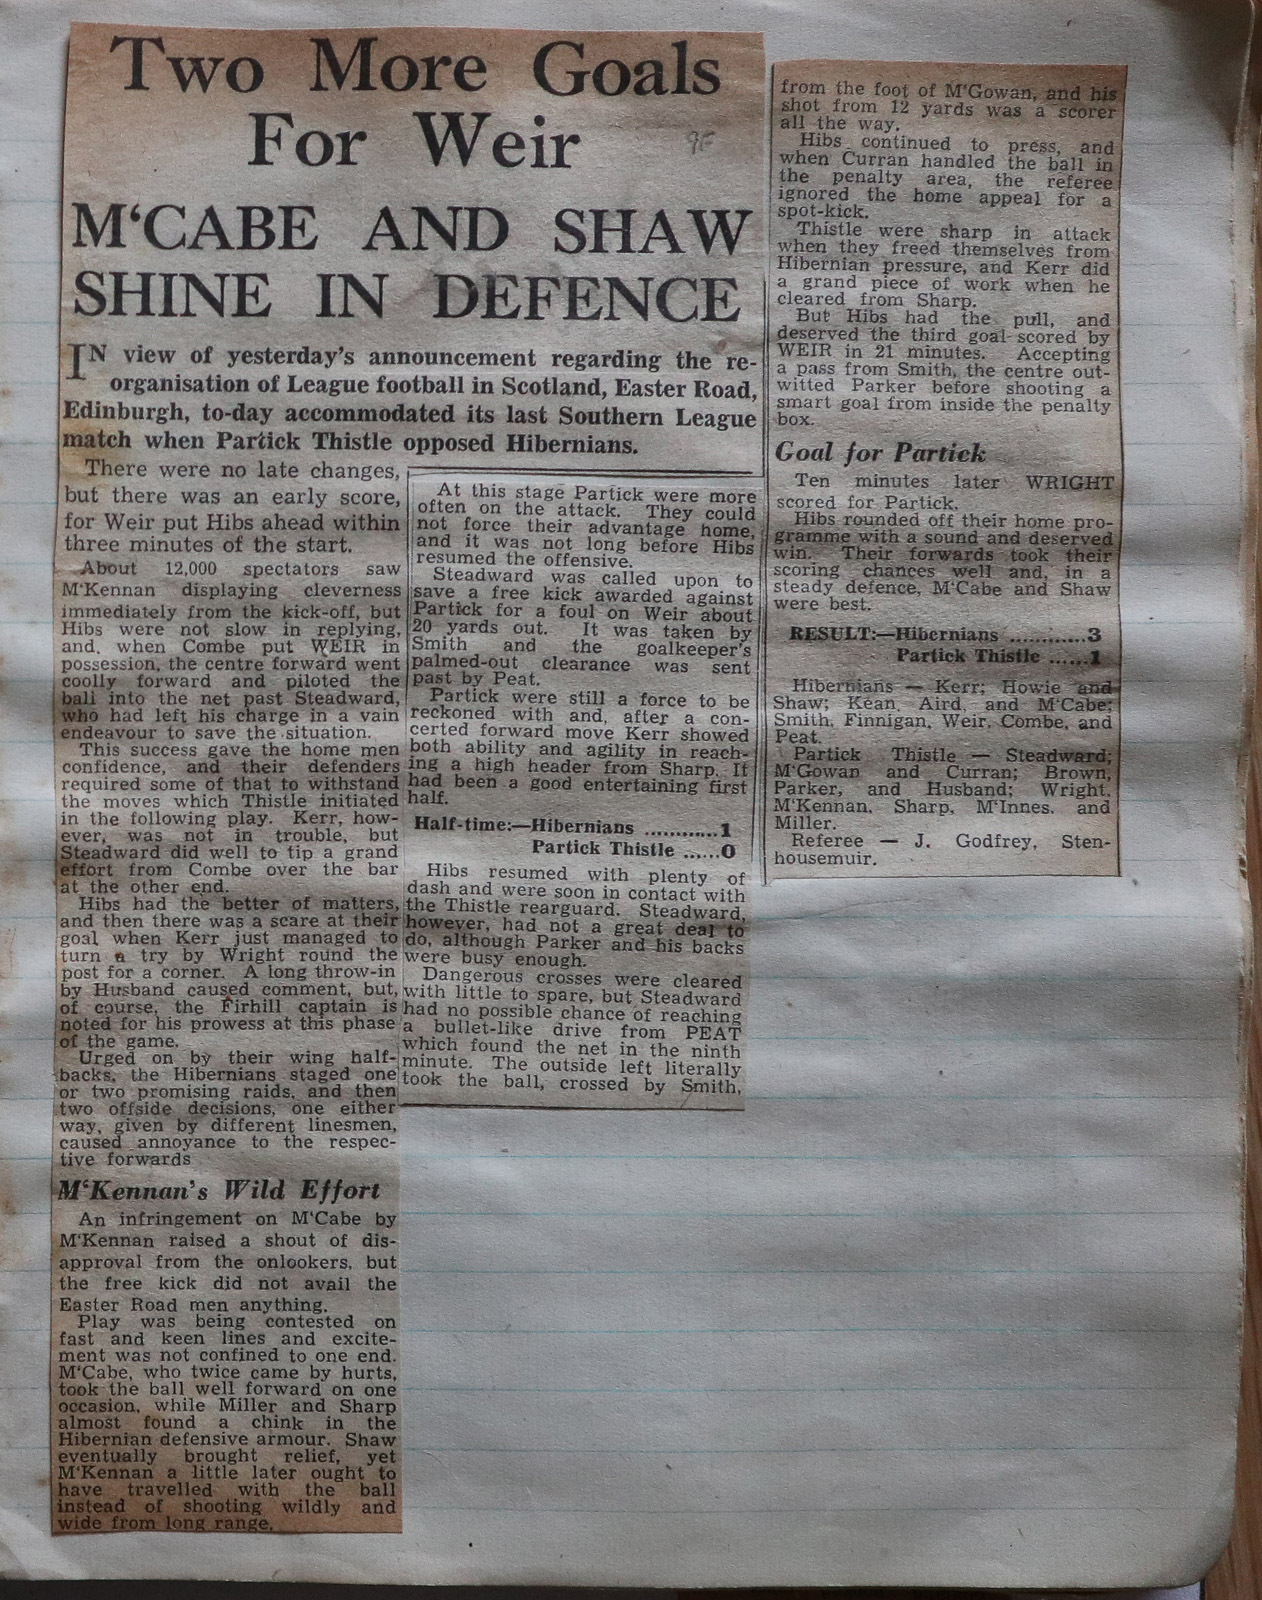 Two More Goals
For Weir
M'CABE AND SHAW
SHINE IN DEFENCE
IN view of yesterday's announcement regarding the re-
organisation of League football in Scotland, Easter Road,
Edinburgh, to-day accommodated its last Southern League
match when Partick Thistle opposed Hibernians.
There were no late changes,
but there was an early score,
for Weir put Hibs ahead within
three minutes of the start.
About 12,000 spectators saw
M'Kennan displaying cleverness
immediately from the kick-off, but
Hibs were not slow in replying,
and, when Combe put WEIR in
possession, the centre forward went
coolly forward and piloted the
ball into the net past Steadward,
who had left his charge in a vain
endeavour to save the situation.
This success gave the home men
confidence, and their defenders
required some of that to withstand
the moves which Thistle initiated
in the following play. Kerr, how-
ever, was not in trouble, but
Steadward did well to tip a grand
effort from Combe over the bar
at the other end.
Hibs had the better of matters,
and then there was a scare at their
goal when Kerr just managed to
turn a try by Wright round the
post for a corner. A long throw-in
by Husband caused comment, but,
of course, the Firhill captain is
noted for his prowess at this phase
of the game.
Urged on by their wing half-
backs, the Hibernians staged one
or two promising raids, and then
two offside decisions, one either
way, given by different linesmen,
caused annoyance to the respec-
tive forwards
M'Kennan's Wild Effort
An infringement on M'Cabe by
M'Kennan raised a shout of dis-
approval from the onlookers, but
the free kick did not avail the
Easter Road men anything.
Play was being contested on
fast and keen lines and excite-
ment was not confined to one end.
M'Cabe, who twice came by hurts,
took the ball well forward on one
occasion, while Miller and Sharp
almost found a chink in the
Hibernian defensive armour. Shaw
eventually brought relief, yet
M'Kennan a little later ought to
have travelled with the ball
instead of shooting wildly and
wide from long range.
At this stage Partick were more
often on the attack. They could
not force their advantage home,
and it was not long before Hibs
resumed the offensive.
Steadward was called upon to
save a free kick awarded against
Partick for a foul on Weir about
20 yards out. It was taken by
Smith and the goalkeeper's
palmed-out clearance was sent
past by Peat.
Partick were still a force to be
reckoned with and, after a con-
certed forward move Kerr showed
both ability and agility in reach-
ing a high header from Sharp. It
had been a good entertaining first
half.
Half-time:—Hibernians ............1
Partick Thistle ......0
Hibs resumed with plenty of
dash and were soon in contact with
the Thistle rearguard. Steadward,
however, had not a great deal to
do, although Parker and his backs
were busy enough.
Dangerous crosses were cleared
with little to spare, but Steadward
had no possible chance of reaching
a bullet-like drive from PEAT
which found the net in the ninth
minute. The outside left literally
took the ball, crossed by Smith,
from the foot of M'Gowan, and his
shot from 12 yards was a scorer
all the way.
Hibs continued to press, and
when Curran handled the ball in
the penalty area, the referee
ignored the home appeal for a
spot-kick.
Thistle were sharp in attack
when they freed themselves from
Hibernian pressure, and Kerr did
a grand piece of work when he
cleared from Sharp.
But Hibs had the pull, and
deserved the third goal scored by
WEIR in 21 minutes. Accepting
a pass from Smith, the centre out-
witted Parker before shooting a
smart goal from inside the penalty
box.
Goal for Partick
Ten minutes later WRIGHT
scored for Partick.
Hibs rounded off their home pro-
gramme with a sound and deserved
win. Their forwards took their
scoring chances well and, in a
steady defence, M'Cabe and Shaw
were best.
RESULT:—Hibernians ............3
Partick Thistle ......1
Hibernians — Kerr; Howie and
Shaw; Kean, Aird, and M'Cabe;
Smith, Finnigan, Weir, Combe, and
Peat.
Partick Thistle — Steadward;
M'Gowan and Curran; Brown,
Parker, and Husband; Wright,
M'Kennan, Sharp, M'Innes, and
Miller.
Referee — J. Godfrey, Sten-
housemuir.